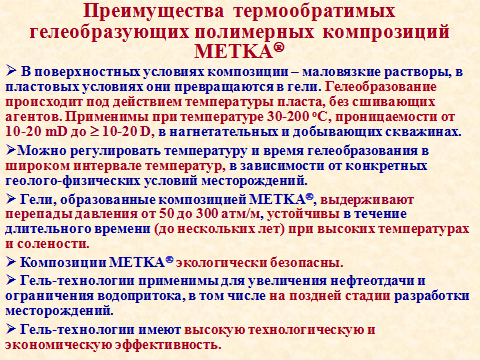 Преимущества термообратимых
гелеобразующих полимерных компрозиций
МЕТКА®
➢ В поверхностных условиях композиции – маловязкие растворы, в
пластовых условиях они превращаются в гели. Гелеобразование
происходит под действием температуры пласта, без сшивающих
агентов. Применимы при температуре 30-200 °С, проницаемости от
10-20 mD до ≥ 10-20 D, в нагнетательных и добывающих скважинах.
➢Можно регулировать температуру и время гелеобразования в
широком интервале температур, в зависимости от конкретных
геолого-физических условий месторождений.
➢ Гели, образованные композицией МЕТКА®, выдерживают
перепады давления от 50 до 300 атм/м, устойчивы в течение
длительного времени (до нескольких лет) при высоких температурах
и солености.
➢ Композиции МЕТКА® экологически безопасны.
➢ Гель-технологии применимы для увеличения нефтеотдачи и
ограничения водопритока, в том числе на поздней стадии разработки
месторождений.
➢ Гель-технологии имеют высокую технологическую и
экономическую эффективность.